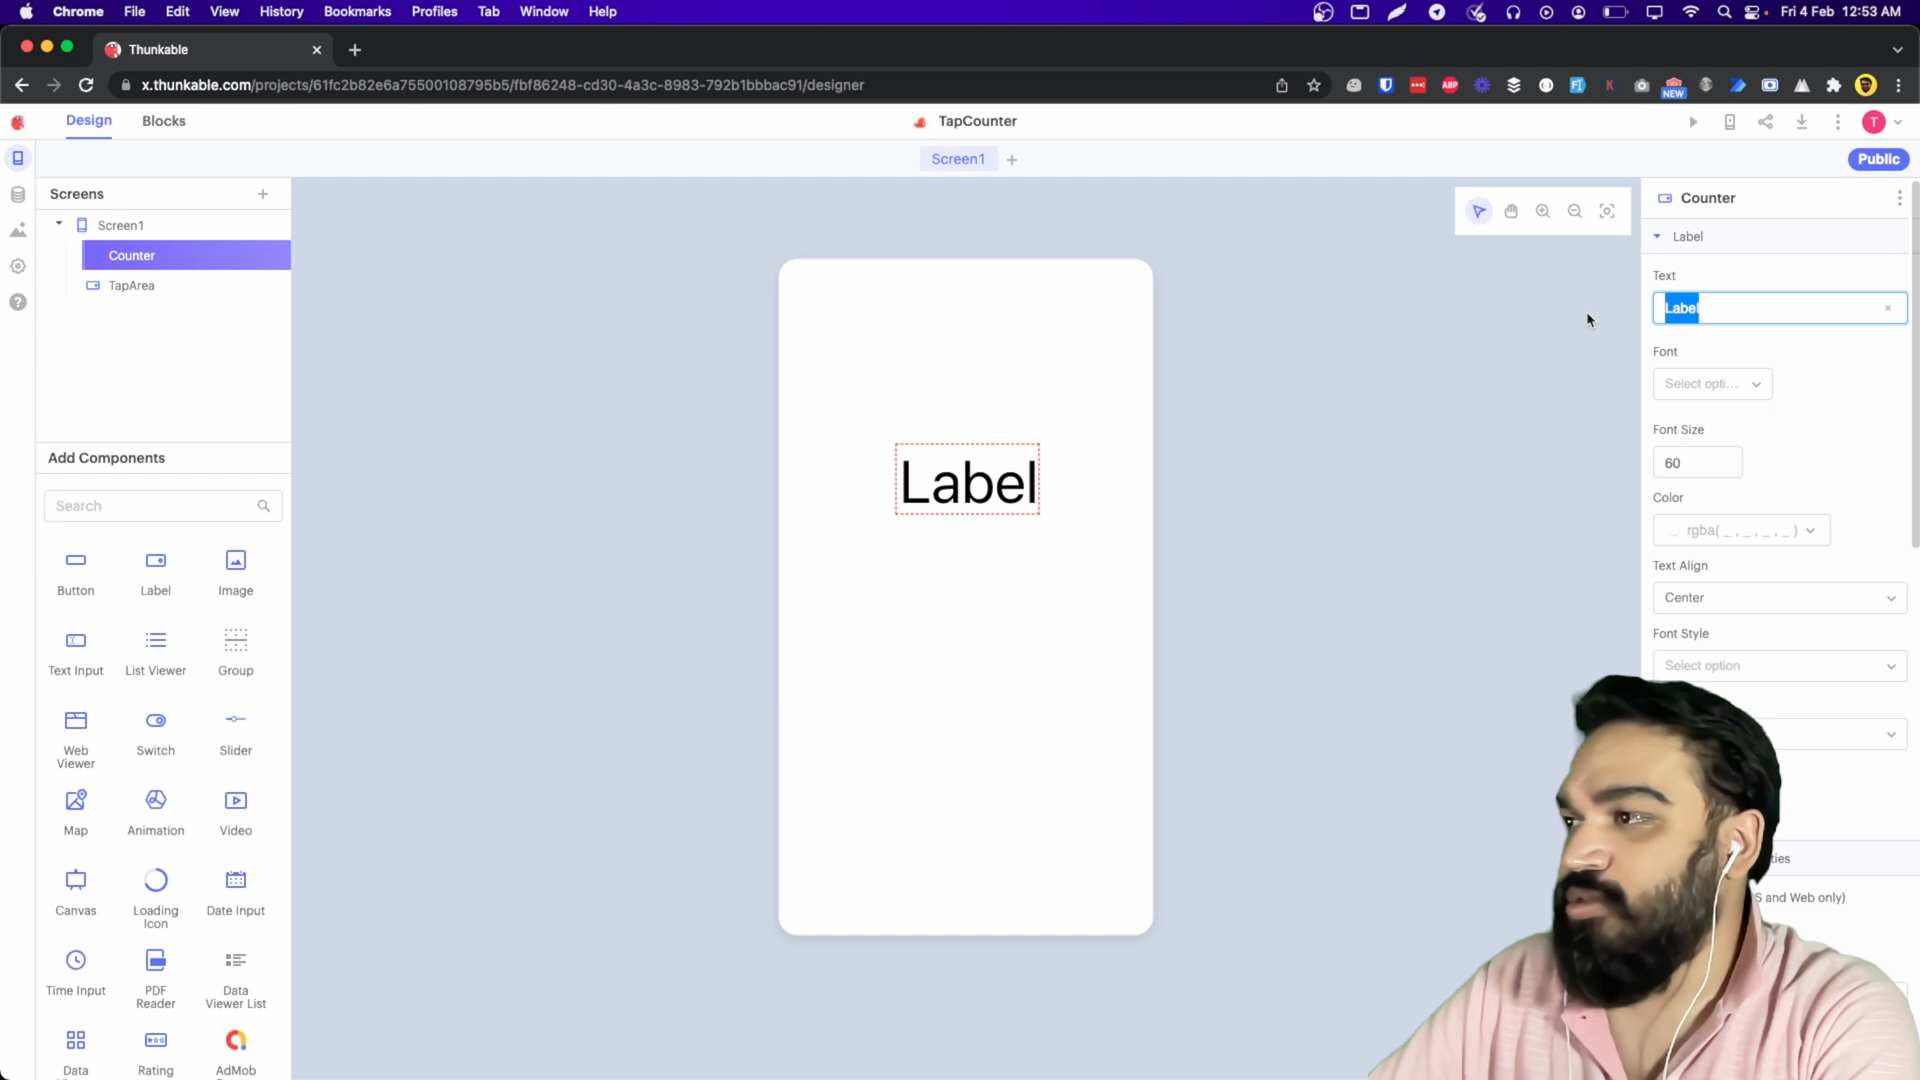 Chrome File Edit View History Bookmarks Profiles Tab Window Help
Fri 4 Feb 12:53 AM
Thunkable
x.thunkable.com/projects/61fc2b82e6a75500108795b5/fbf86248-cd30-4a3c-8983-792b1bbbac91/designer
ABP
NEW
Design Blocks
TapCounter
T
Screen1
Public
Screens
Screen1
Counter
TapArea
Add Components
Search
Button Label Image
Text Input List Viewer Group
Web Viewer Switch Slider
Map Animation Video
Canvas Loading Icon Date Input
Time Input PDF Reader Data Viewer List
Data Rating AdMob
Label
Counter
Label
Text
Label
Font
Select opti...
Font Size
60
Color
rgba( _ , _ , _ , _ )
Text Align
Center
Font Style
Select option
ties
S and Web only)